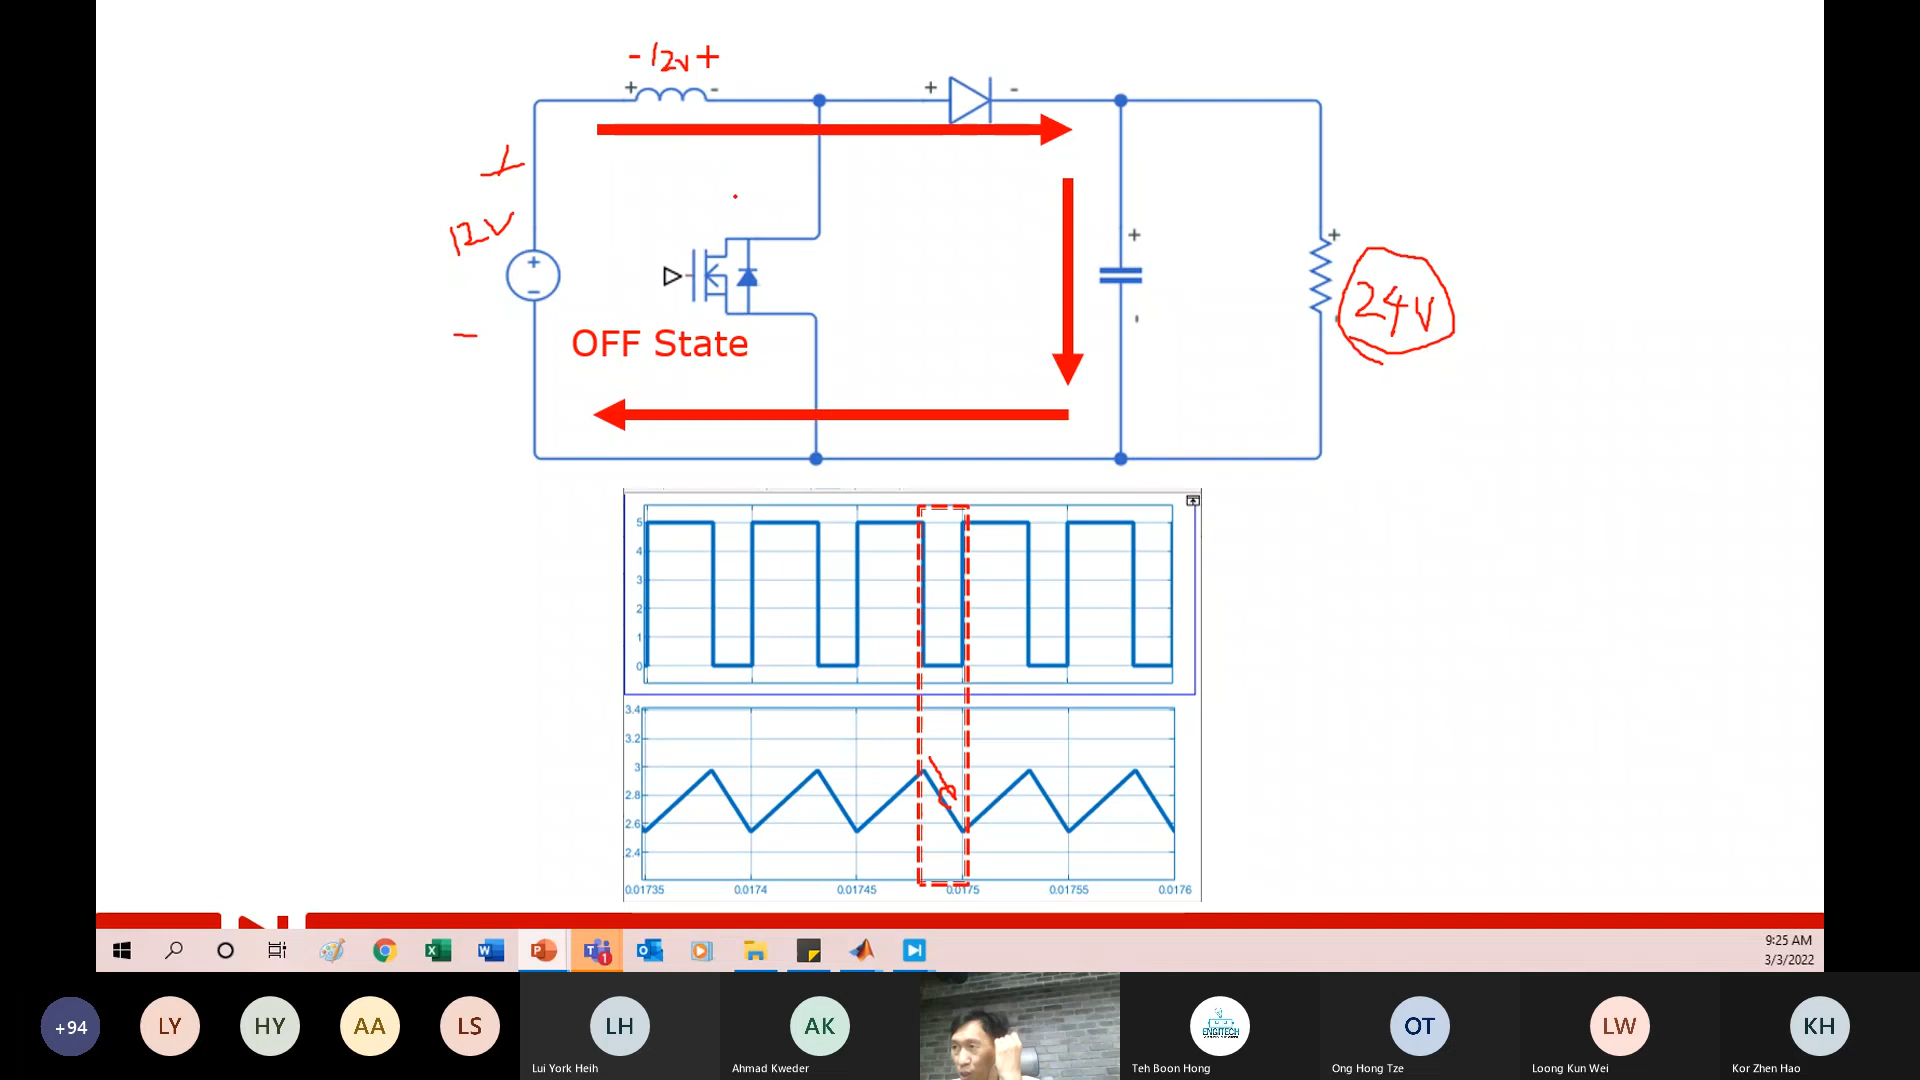 - 12v +
+ -
+ -
+
12V
+
-
-
+
-
+
24V
OFF State
5
4
3
2
1
0
3.4
3.2
3
2.8
2.6
2.4
0.01735 0.0174 0.01745 0.0175 0.01755 0.0176
9:25 AM
3/3/2022
+94 LY HY AA LS LH AK ENGITECH OT LW KH
Lui York Heih Ahmad Kweder Teh Boon Hong Ong Hong Tze Loong Kun Wei Kor Zhen Hao